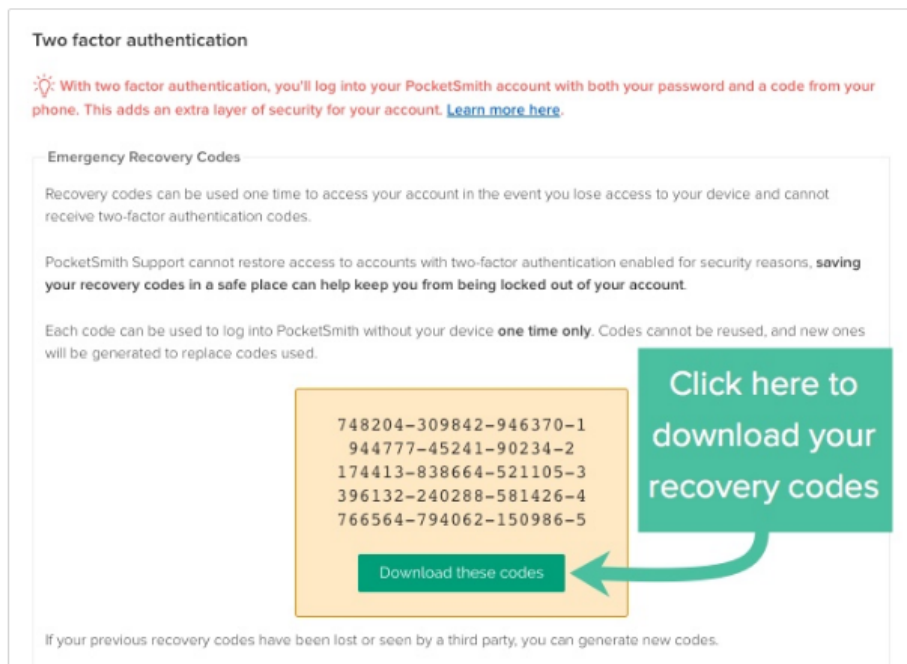 Two factor authentication
With two factor authentication, you'll log into your PocketSmith account with both your password and a code from your
phone. This adds an extra layer of security for your account. Learn more here.
Emergency Recovery Codes
Recovery codes can be used one time to access your account in the event you lose access to your device and cannot
receive two-factor authentication codes.
PocketSmith Support cannot restore access to accounts with two-factor authentication enabled for security reasons, saving
your recovery codes in a safe place can help keep you from being locked out of your account.
Each code can be used to log into PocketSmith without your device one time only. Codes cannot be reused, and new ones
will be generated to replace codes used.
Click here to
download your
recovery codes
748204-309842-946370-1
944777-45241-90234-2
174413-838664-521105-3
396132-240288-581426-4
766564-794062-150986-5
Download these codes
If your previous recovery codes have been lost or seen by a third party, you can generate new codes.